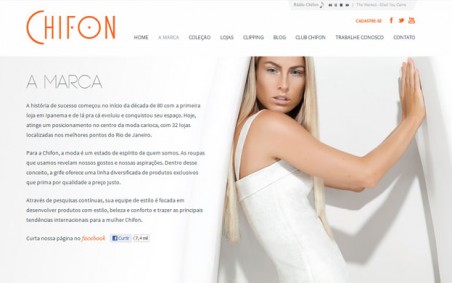 Rádio Chifon
CADASTRE-SE
CHIFON
HOME A MARCA COLEÇÃO LOJAS CLIPPING BLOG CLUB CHIFON TRABALHE CONOSCO CONTATO
A MARCA
A história de sucesso começou no início da década de 80 com a primeira
loja em Ipanema e de lá pra cá evoluiu e conquistou seu espaço. Hoje,
atinge um posicionamento no centro da moda carioca, com 32 lojas
localizadas nos melhores pontos do Rio de Janeiro.
Para a Chifon, a moda é um estado de espírito de quem somos. As roupas
que usamos revelam nossos gostos e nossas aspirações. Dentro desse
conceito, a grife oferece uma linha diversificada de produtos exclusivos
que prima por qualidade a preço justo.
Através de pesquisas contínuas, sua equipe de estilo é focada em
desenvolver produtos com estilo, beleza e conforto e trazer as principais
tendências internacionais para a mulher Chifon.
Curta nossa página no facebook Curtir 17,4 mil